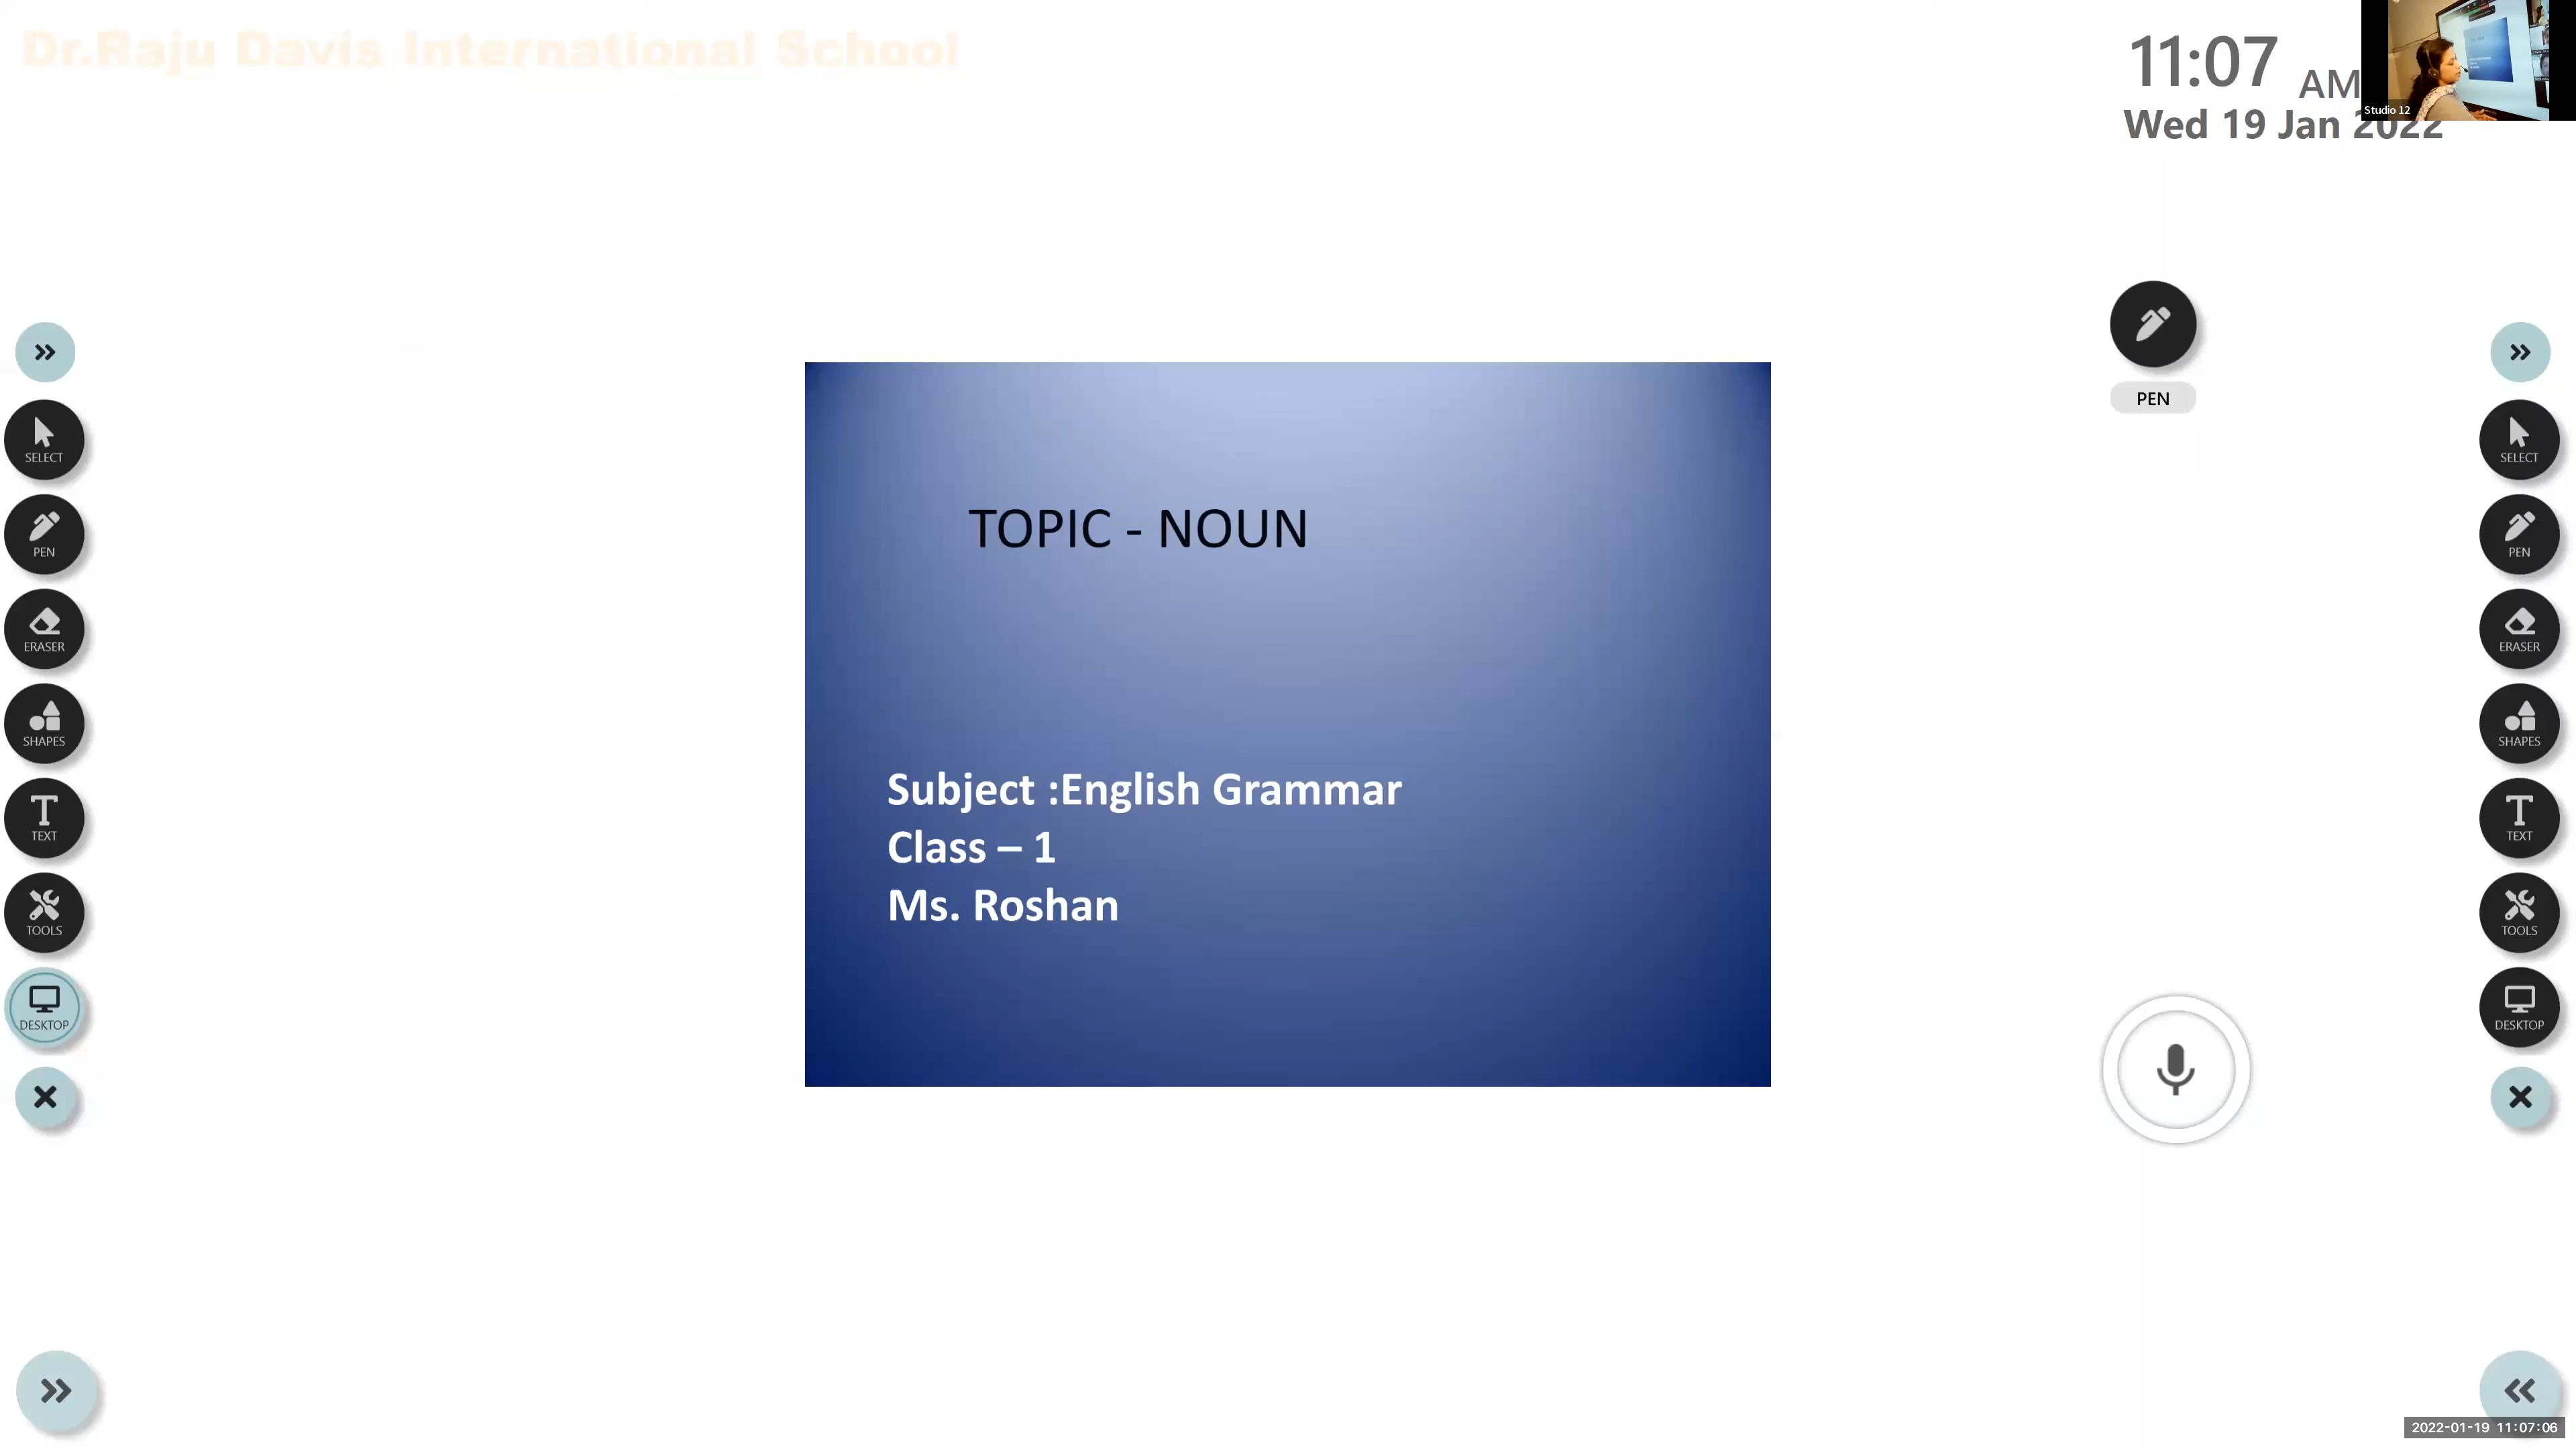 Dr.Raju Davis International School
11:07 AM
Wed 19 Jan 2022
Studio 12
PEN
TOPIC - NOUN
Subject :English Grammar
Class – 1
Ms. Roshan
SELECT
PEN
ERASER
SHAPES
TEXT
TOOLS
DESKTOP
SELECT
PEN
ERASER
SHAPES
TEXT
TOOLS
DESKTOP
2022-01-19 11:07:06